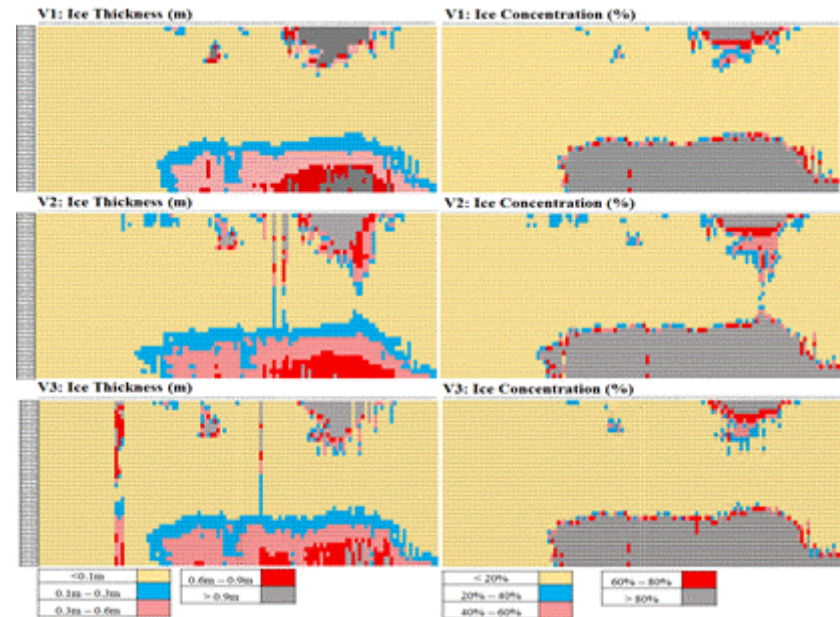 V1: Ice Thickness (m)
V1: Ice Concentration (%)
V2: Ice Thickness (m)
V2: Ice Concentration (%)
V3: Ice Thickness (m)
V3: Ice Concentration (%)
<0.1m
0.1m – 0.3m
0.3m – 0.6m
0.6m – 0.9m
> 0.9m
< 20%
20% – 40%
40% – 60%
60% – 80%
> 80%